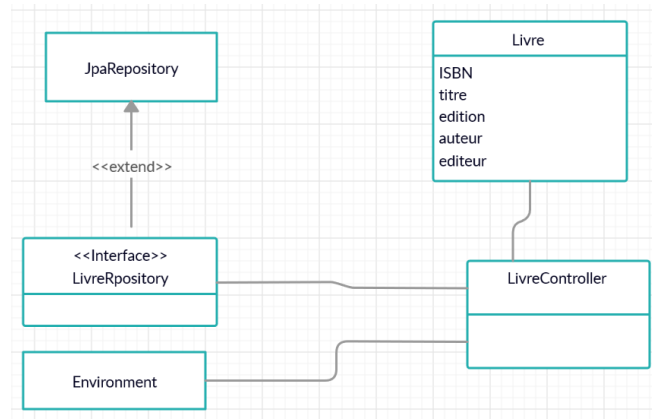 JpaRepository
<<extend>>
<<Interface>>
LivreRpository
Environment
Livre
ISBN
titre
edition
auteur
editeur
LivreController